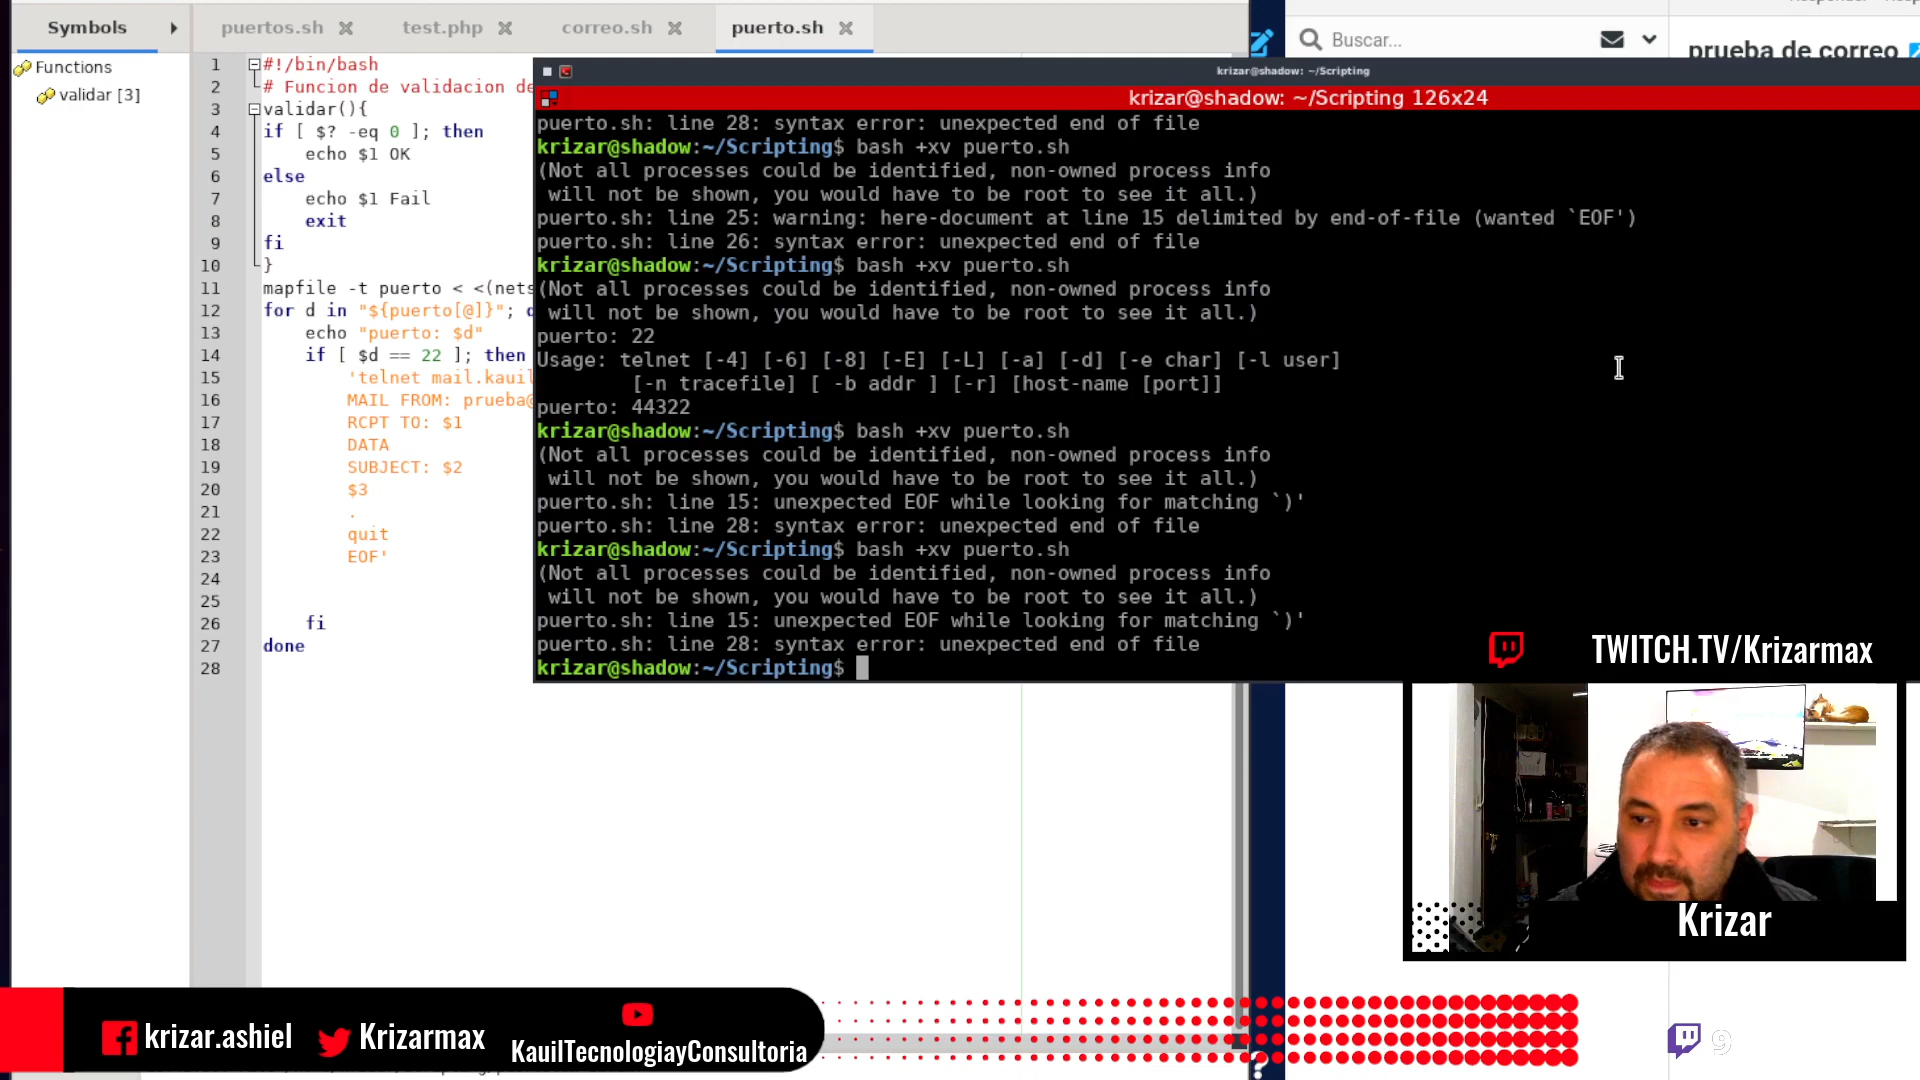 Symbols
puertos.sh
test.php
correo.sh
puerto.sh
Buscar...
prueba de correo
Functions
validar [3]
1 #!/bin/bash
2 # Funcion de validacion de
3 validar(){
4 if [ $? -eq 0 ]; then
5 echo $1 OK
6 else
7 echo $1 Fail
8 exit
9 fi
10 }
11 mapfile -t puerto < <(nets
12 for d in "${puerto[@]}"; d
13 echo "puerto: $d"
14 if [ $d == 22 ]; then
15 'telnet mail.kauil
16 MAIL FROM: prueba@
17 RCPT TO: $1
18 DATA
19 SUBJECT: $2
20 $3
21 .
22 quit
23 EOF'
24
25
26 fi
27 done
28
krizar@shadow: ~/Scripting
krizar@shadow: ~/Scripting 126x24
puerto.sh: line 28: syntax error: unexpected end of file
krizar@shadow:~/Scripting$ bash +xv puerto.sh
(Not all processes could be identified, non-owned process info
will not be shown, you would have to be root to see it all.)
puerto.sh: line 25: warning: here-document at line 15 delimited by end-of-file (wanted `EOF')
puerto.sh: line 26: syntax error: unexpected end of file
krizar@shadow:~/Scripting$ bash +xv puerto.sh
(Not all processes could be identified, non-owned process info
will not be shown, you would have to be root to see it all.)
puerto: 22
Usage: telnet [-4] [-6] [-8] [-E] [-L] [-a] [-d] [-e char] [-l user]
[-n tracefile] [ -b addr ] [-r] [host-name [port]]
puerto: 44322
krizar@shadow:~/Scripting$ bash +xv puerto.sh
(Not all processes could be identified, non-owned process info
will not be shown, you would have to be root to see it all.)
puerto.sh: line 15: unexpected EOF while looking for matching `)'
puerto.sh: line 28: syntax error: unexpected end of file
krizar@shadow:~/Scripting$ bash +xv puerto.sh
(Not all processes could be identified, non-owned process info
will not be shown, you would have to be root to see it all.)
puerto.sh: line 15: unexpected EOF while looking for matching `)'
puerto.sh: line 28: syntax error: unexpected end of file
krizar@shadow:~/Scripting$
TWITCH.TV/Krizarmax
Krizar
krizar.ashiel
Krizarmax
KauilTecnologiayConsultoria
9
?